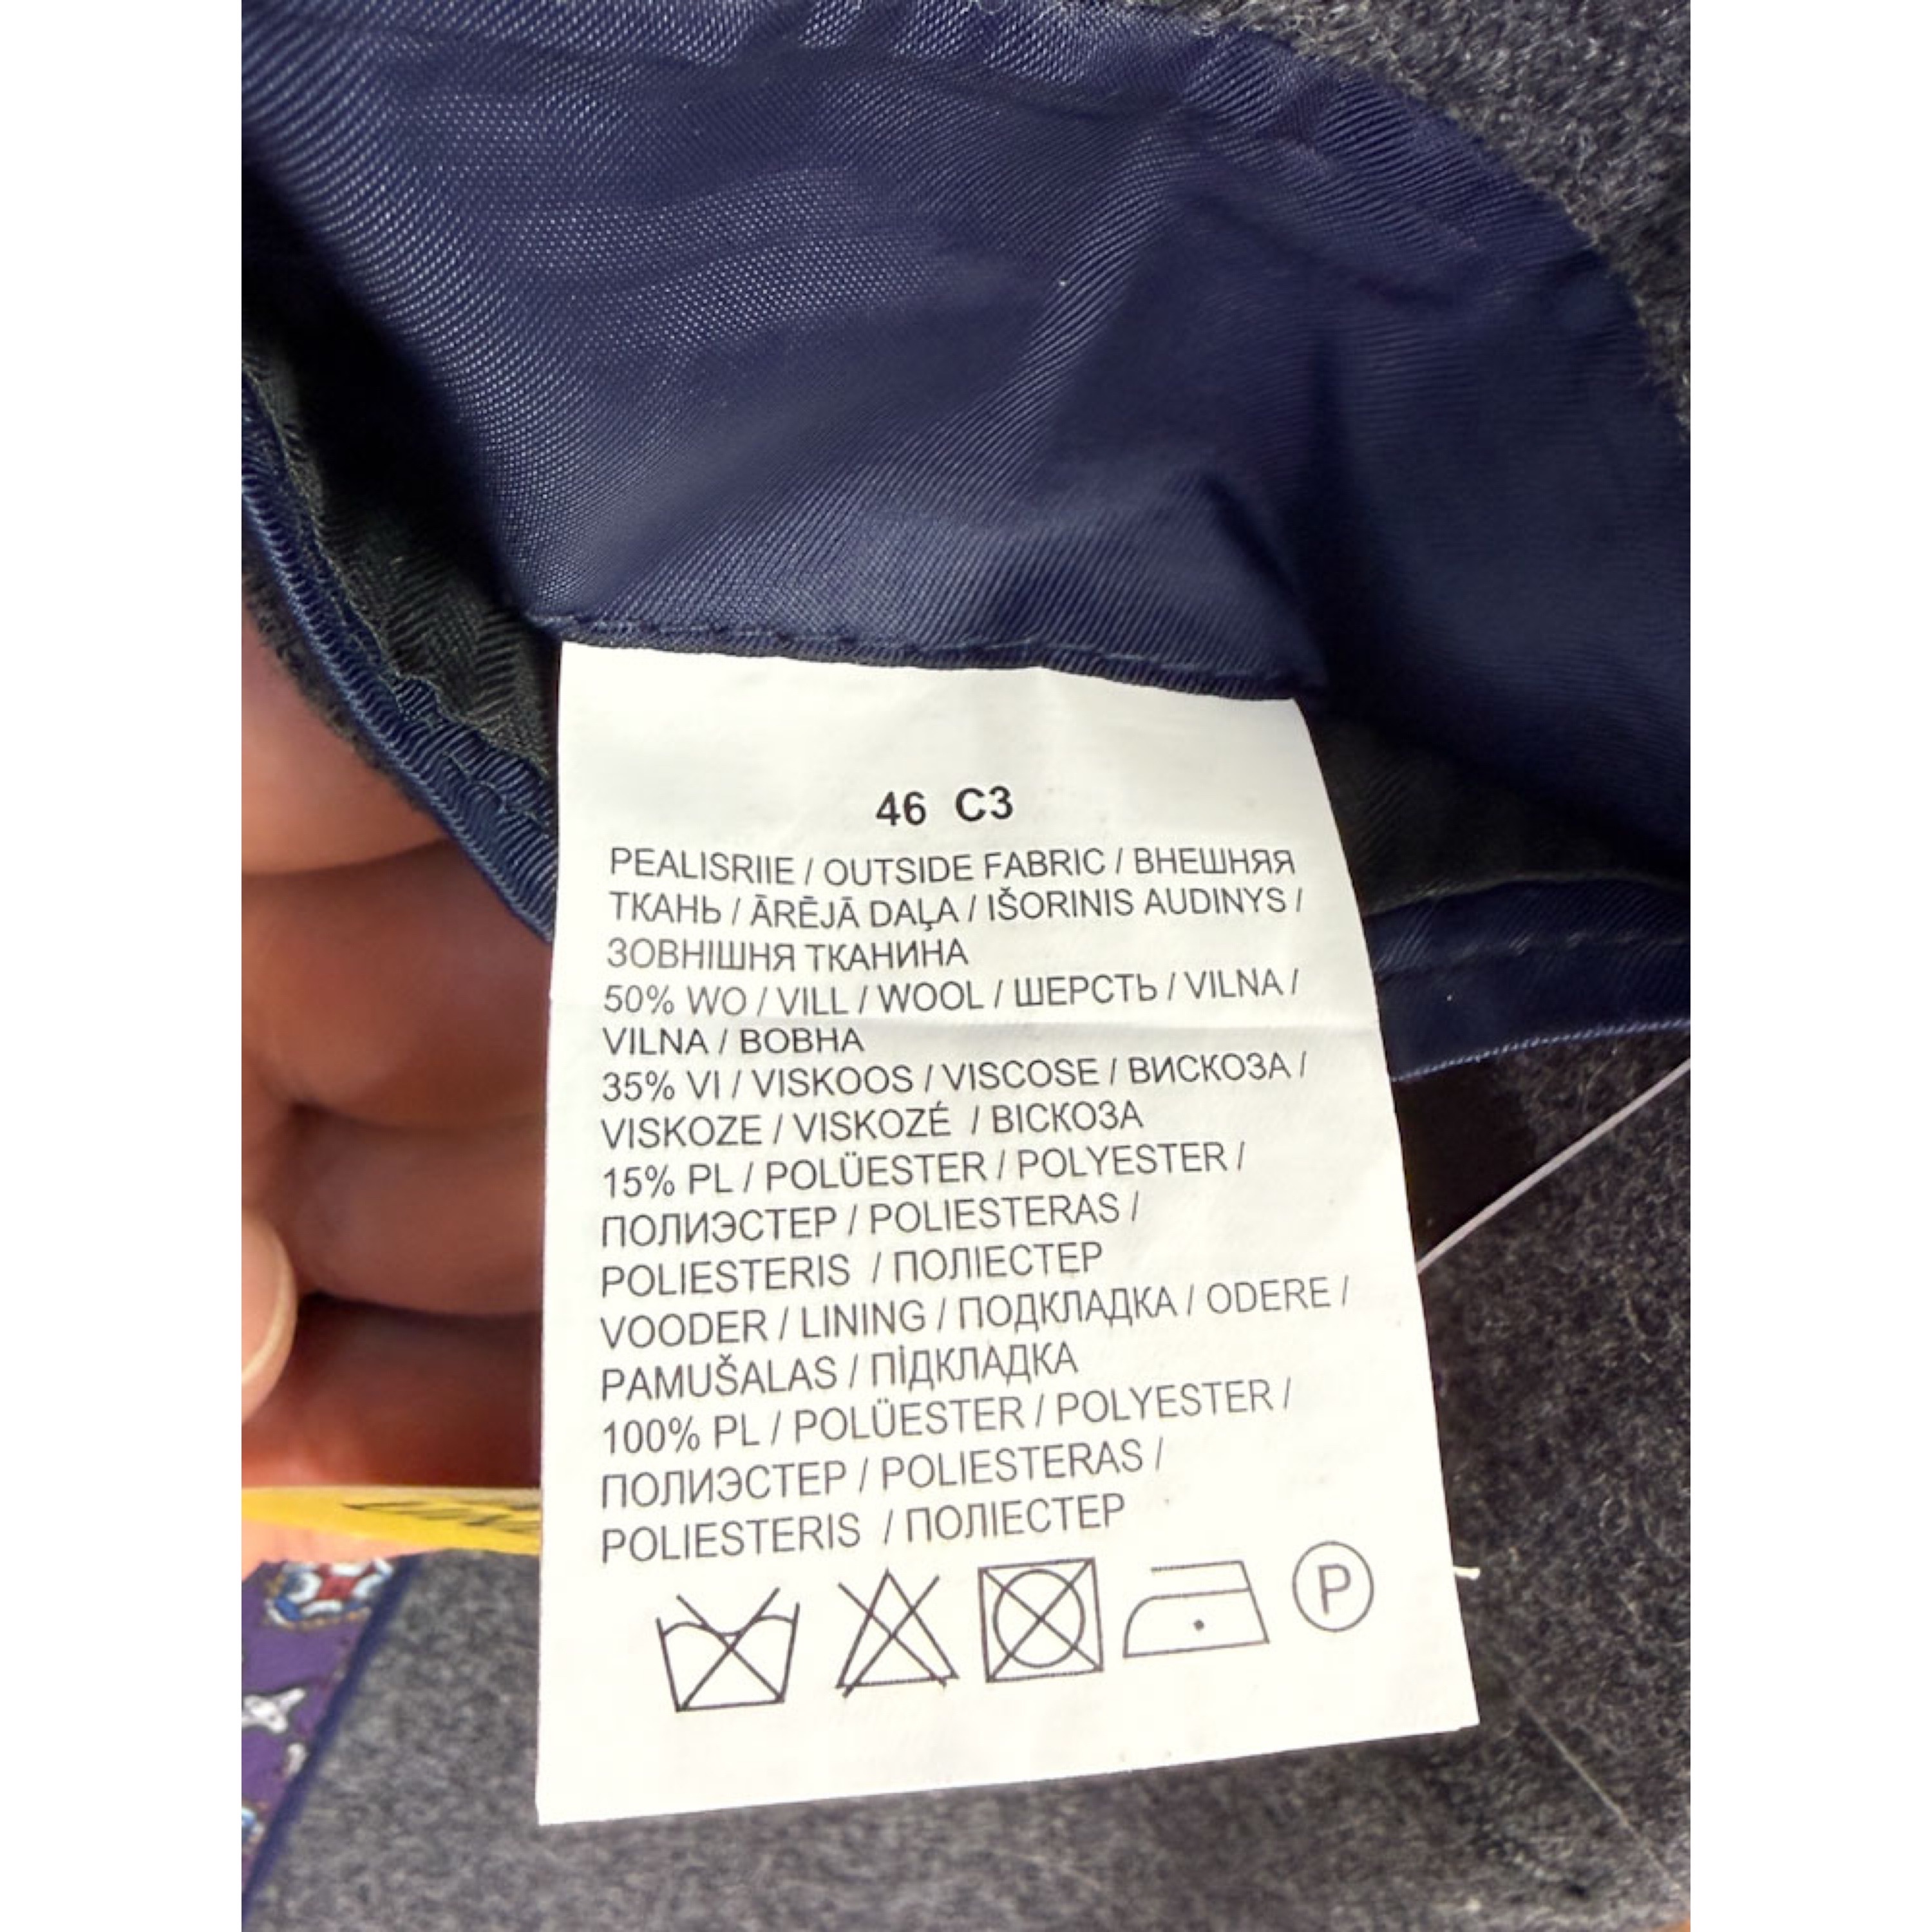 46 C3
PEALISRIIE / OUTSIDE FABRIC / ВНЕШНЯЯ
ТКАНЬ / ĀRĒJĀ DAĻA / IŠORINIS AUDINYS /
ЗОВНІШНЯ ТКАНИНА
50% WO / VILL / WOOL / ШЕРСТЬ / VILNA /
VILNA / ВОВНА
35% VI / VISKOOS / VISCOSE / ВИСКОЗА /
VISKOZE / VISKOZÉ / ВІСКОЗА
15% PL / POLÜESTER / POLYESTER /
ПОЛИЭСТЕР / POLIESTERAS /
POLIESTERIS / ПОЛІЕСТЕР
VOODER / LINING / ПОДКЛАДКА / ODERE /
PAMUŠALAS / ПІДКЛАДКА
100% PL / POLÜESTER / POLYESTER /
ПОЛИЭСТЕР / POLIESTERAS /
POLIESTERIS / ПОЛІЕСТЕР
P